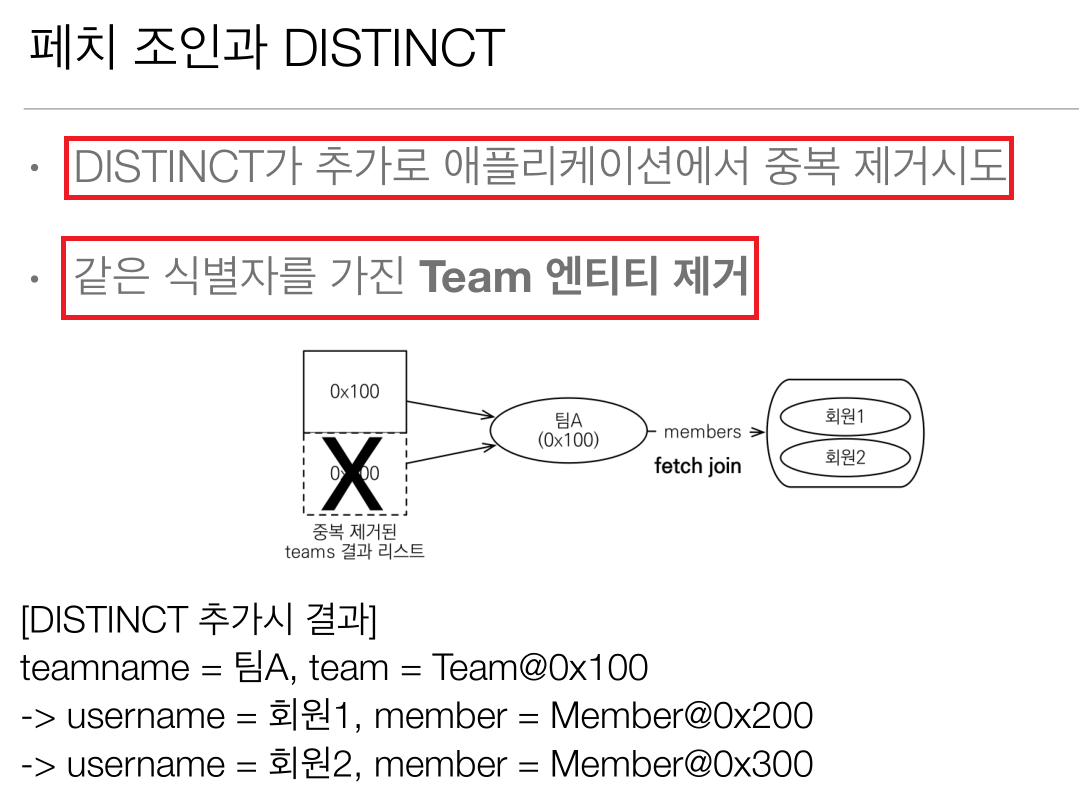 페치 조인과 DISTINCT
• DISTINCT가 추가로 애플리케이션에서 중복 제거시도
• 같은 식별자를 가진 Team 엔티티 제거
0x100
팀A
(0x100)
members
fetch join
회원1
회원2
중복 제거된
teams 결과 리스트
[DISTINCT 추가시 결과]
teamname = 팀A, team = Team@0x100
-> username = 회원1, member = Member@0x200
-> username = 회원2, member = Member@0x300